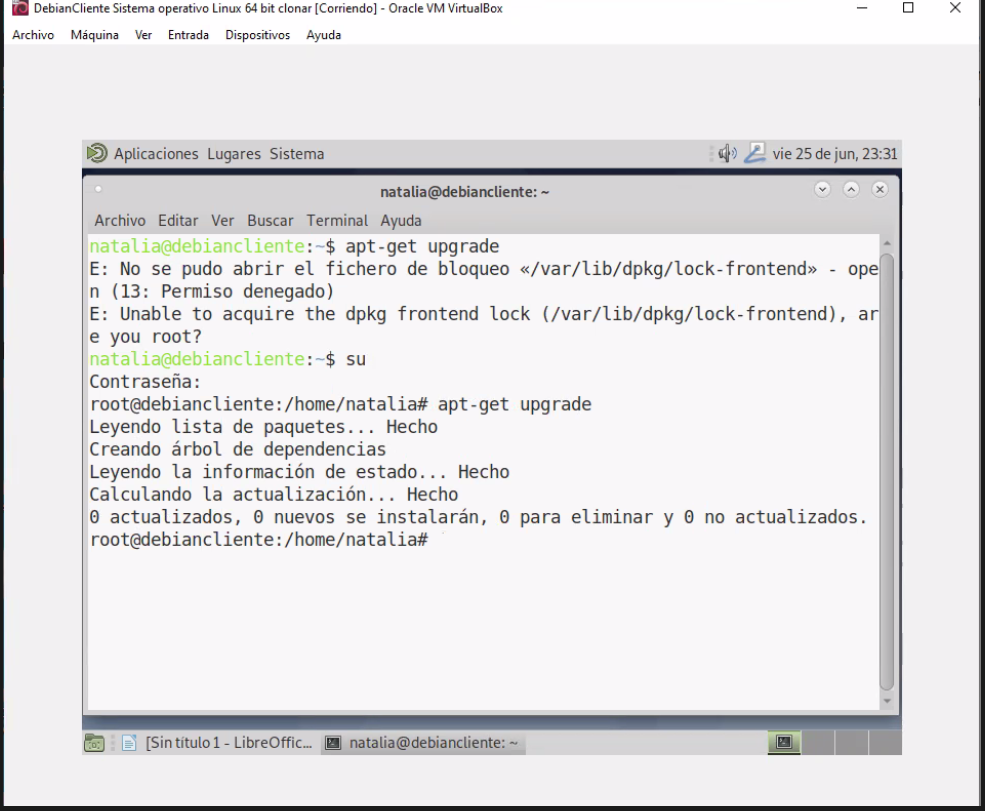 DebianCliente Sistema operativo Linux 64 bit clonar [Corriendo] - Oracle VM VirtualBox
Archivo Máquina Ver Entrada Dispositivos Ayuda
Aplicaciones Lugares Sistema vie 25 de jun, 23:31
natalia@debiancliente: ~
Archivo Editar Ver Buscar Terminal Ayuda
natalia@debiancliente:~$ apt-get upgrade
E: No se pudo abrir el fichero de bloqueo «/var/lib/dpkg/lock-frontend» - ope
n (13: Permiso denegado)
E: Unable to acquire the dpkg frontend lock (/var/lib/dpkg/lock-frontend), ar
e you root?
natalia@debiancliente:~$ su
Contraseña:
root@debiancliente:/home/natalia# apt-get upgrade
Leyendo lista de paquetes... Hecho
Creando árbol de dependencias
Leyendo la información de estado... Hecho
Calculando la actualización... Hecho
0 actualizados, 0 nuevos se instalarán, 0 para eliminar y 0 no actualizados.
root@debiancliente:/home/natalia#
[Sin título 1 - LibreOffic... natalia@debiancliente: ~